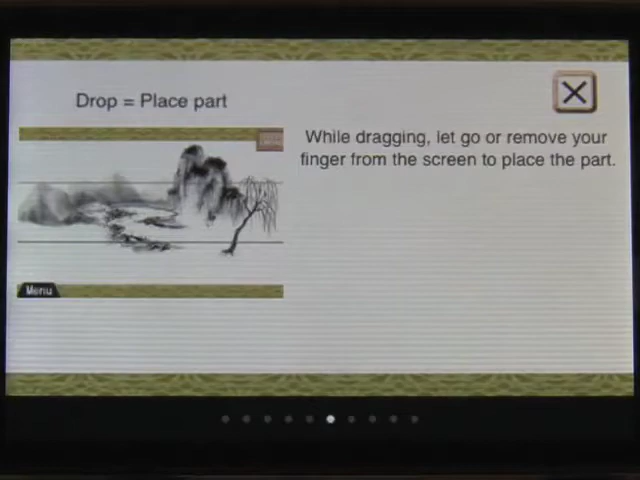 Drop = Place part
While dragging, let go or remove your
finger from the screen to place the part.
Menu